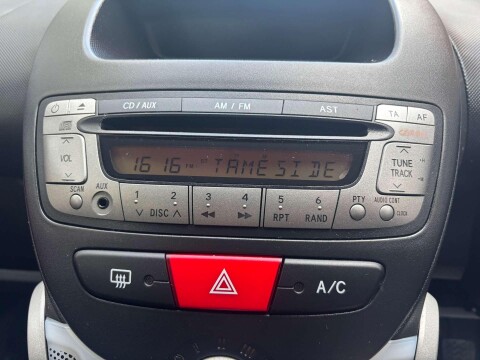 CD / AUX AM / FM AST TA AF
VOL 16 16 PM TAMESIDE TUNE TRACK
SCAN AUX 1 2 3 4 5 6 PTY AUDIO CONT
DISC RPT RAND CLOCK
A/C